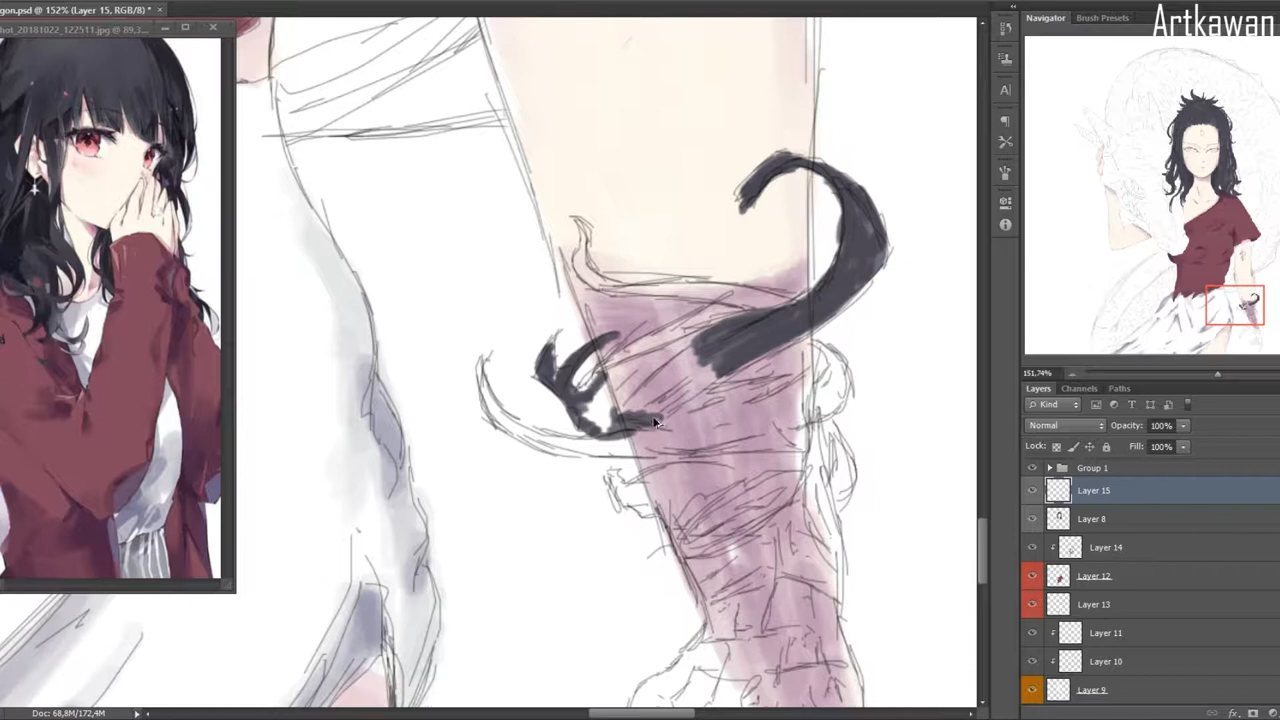 gon.psd @ 152% (Layer 15, RGB/8) * ×
hot_20181022_122511.jpg @ 89,3...
Navigator
Brush Presets
Artkawan
151,74%
Layers
Channels
Paths
Kind
Normal
Opacity: 100%
Lock:
Fill: 100%
Group 1
Layer 15
Layer 8
Layer 14
Layer 12
Layer 13
Layer 11
Layer 10
Layer 9
Doc: 68,8M/172,4M
fx